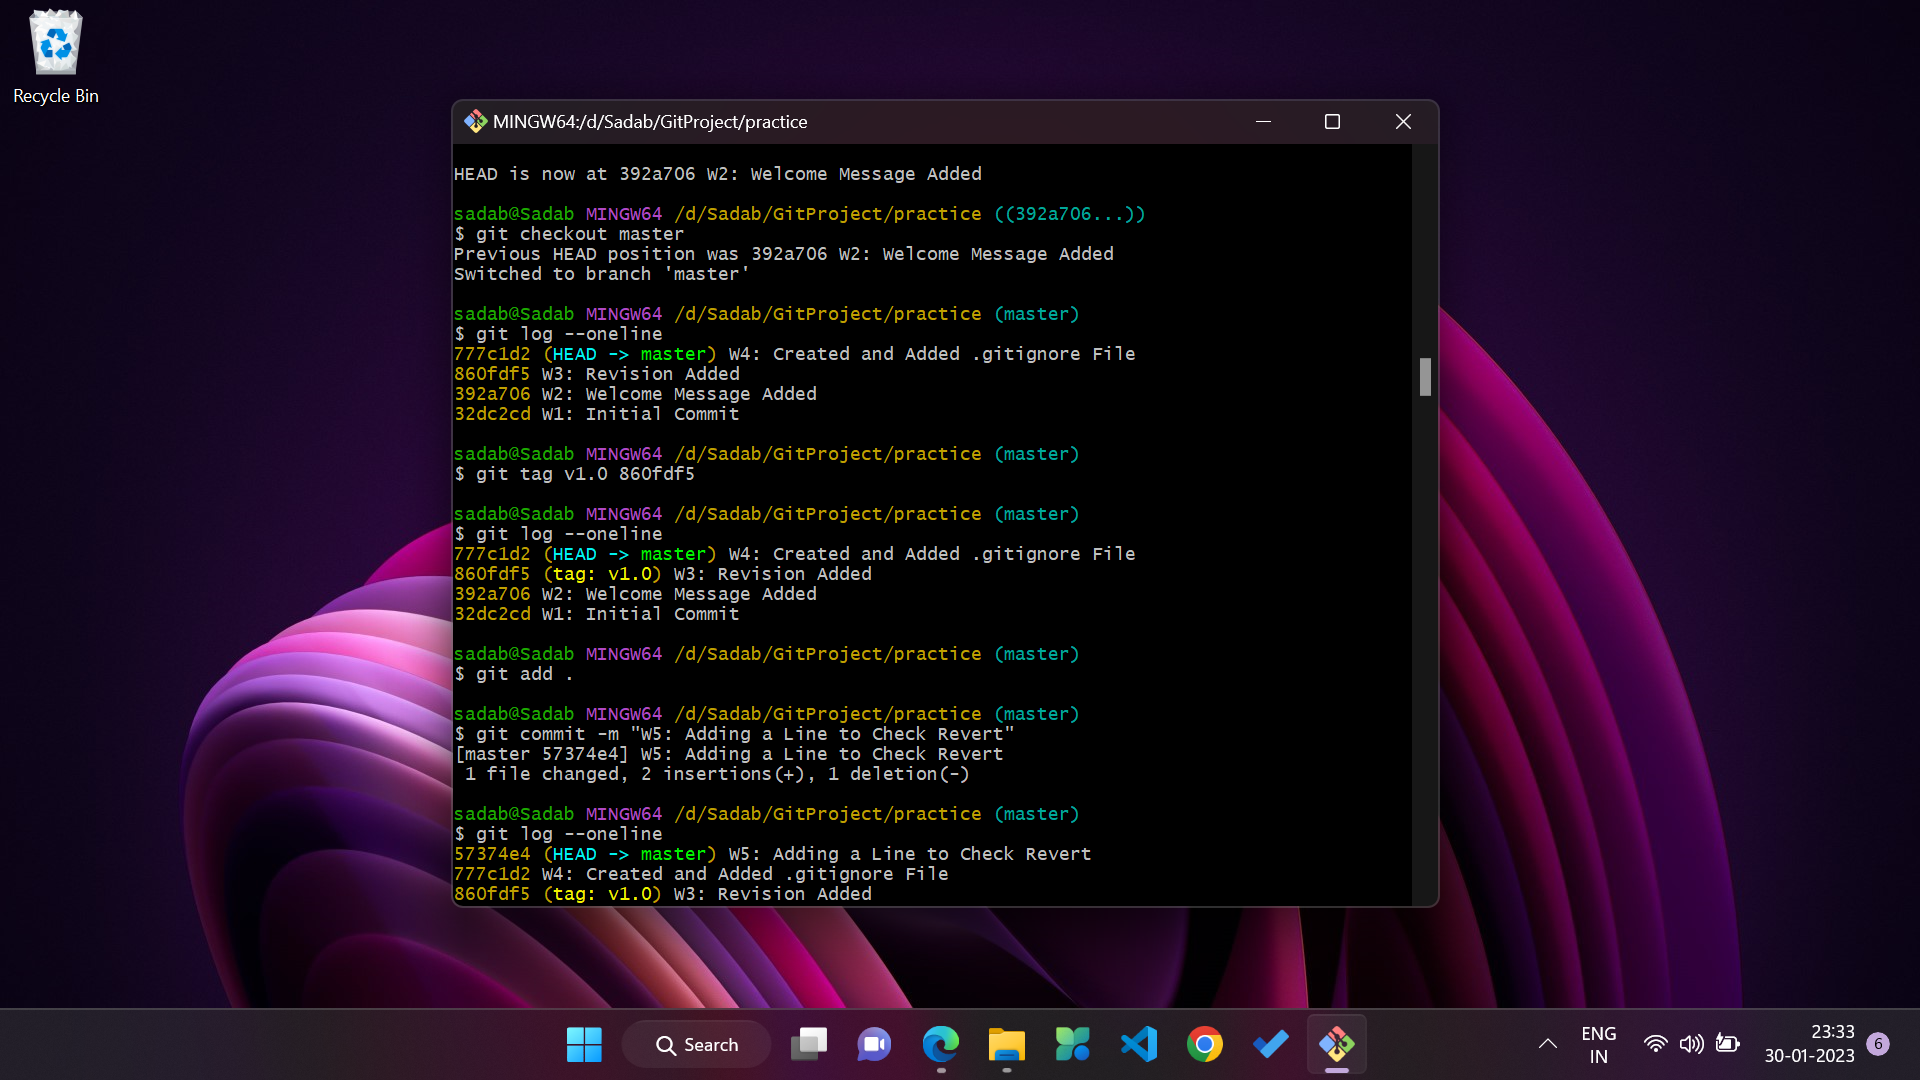 Recycle Bin
MINGW64:/d/Sadab/GitProject/practice
HEAD is now at 392a706 W2: Welcome Message Added
sadab@Sadab MINGW64 /d/Sadab/GitProject/practice ((392a706...))
$ git checkout master
Previous HEAD position was 392a706 W2: Welcome Message Added
Switched to branch 'master'
sadab@Sadab MINGW64 /d/Sadab/GitProject/practice (master)
$ git log --oneline
777c1d2 (HEAD -> master) W4: Created and Added .gitignore File
860fdf5 W3: Revision Added
392a706 W2: Welcome Message Added
32dc2cd W1: Initial Commit
sadab@Sadab MINGW64 /d/Sadab/GitProject/practice (master)
$ git tag v1.0 860fdf5
sadab@Sadab MINGW64 /d/Sadab/GitProject/practice (master)
$ git log --oneline
777c1d2 (HEAD -> master) W4: Created and Added .gitignore File
860fdf5 (tag: v1.0) W3: Revision Added
392a706 W2: Welcome Message Added
32dc2cd W1: Initial Commit
sadab@Sadab MINGW64 /d/Sadab/GitProject/practice (master)
$ git add .
sadab@Sadab MINGW64 /d/Sadab/GitProject/practice (master)
$ git commit -m "W5: Adding a Line to Check Revert"
[master 57374e4] W5: Adding a Line to Check Revert
 1 file changed, 2 insertions(+), 1 deletion(-)
sadab@Sadab MINGW64 /d/Sadab/GitProject/practice (master)
$ git log --oneline
57374e4 (HEAD -> master) W5: Adding a Line to Check Revert
777c1d2 W4: Created and Added .gitignore File
860fdf5 (tag: v1.0) W3: Revision Added
Search
ENG
IN
23:33
30-01-2023
6